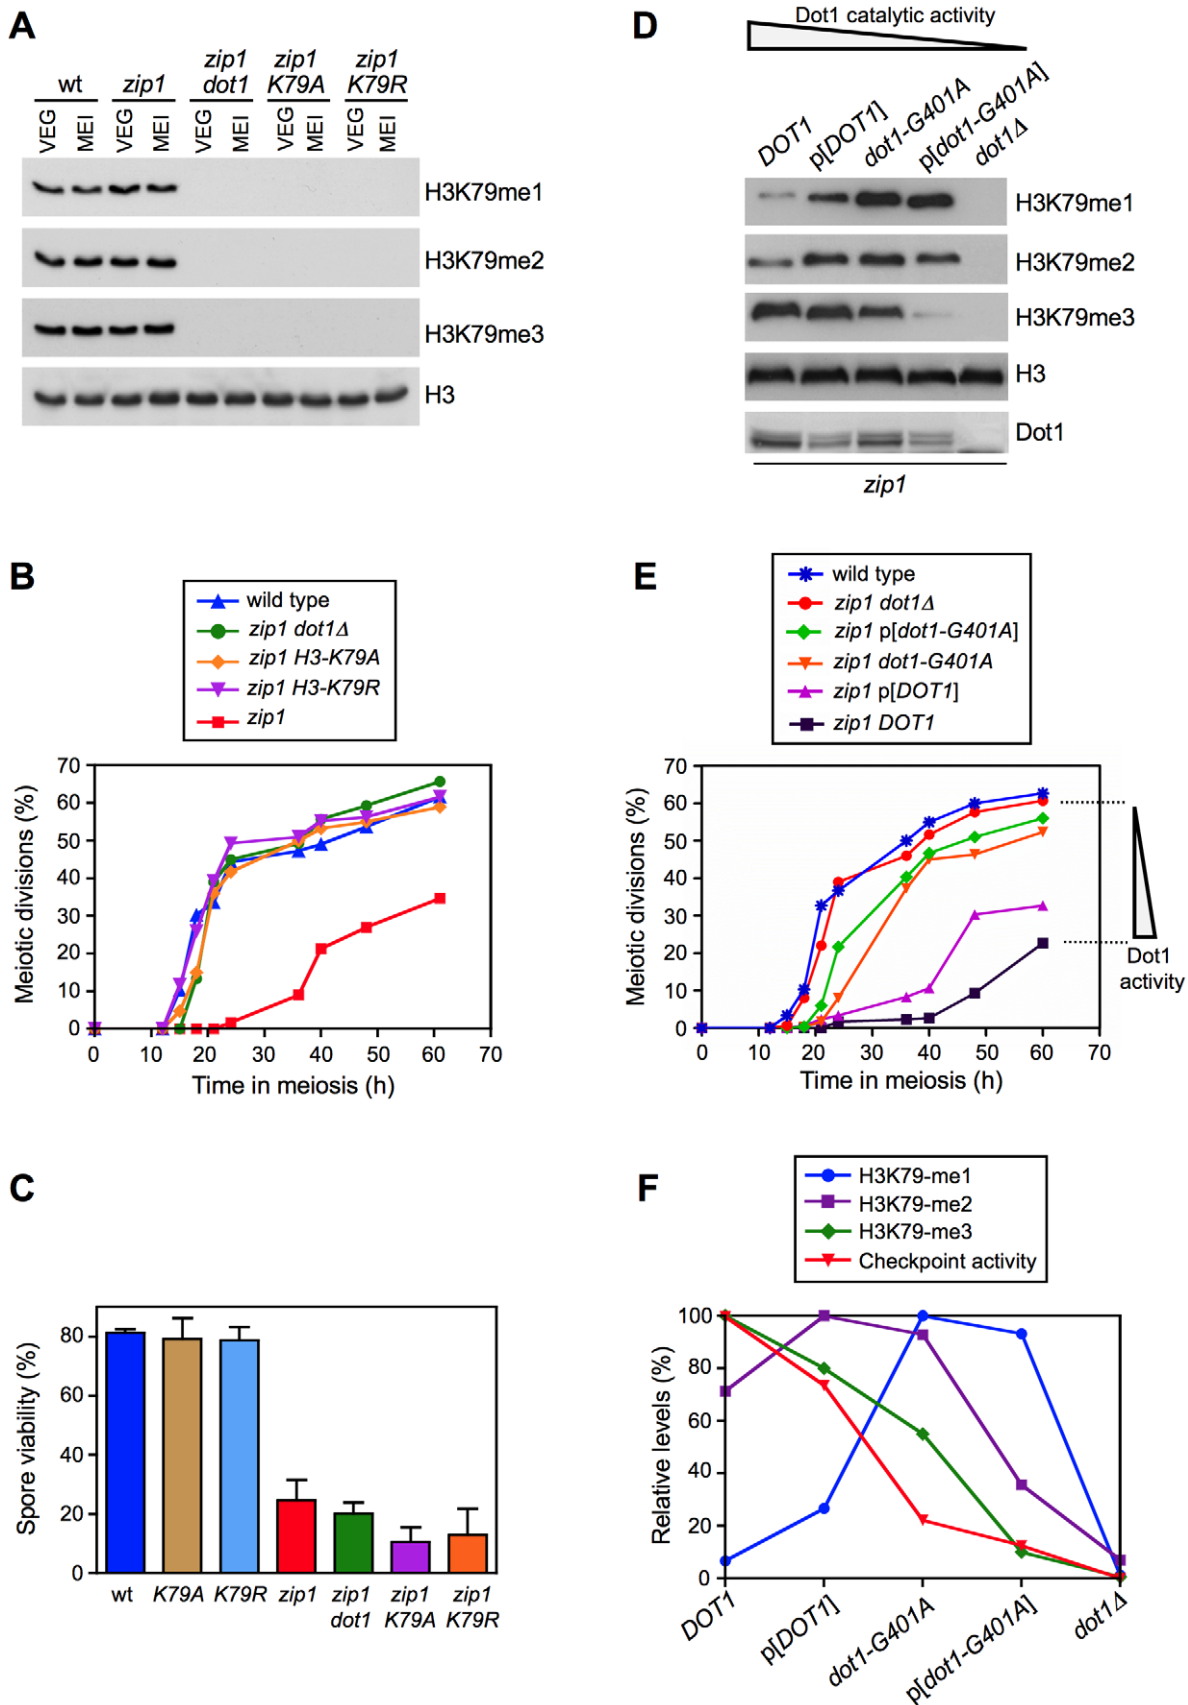 A
wt
zip1
zip1
dot1
zip1
K79A
zip1
K79R
VEG
MEI
VEG
MEI
VEG
MEI
VEG
MEI
VEG
MEI
H3K79me1
H3K79me2
H3K79me3
H3
D
Dot1 catalytic activity
DOT1
p[DOT1]
dot1-G401A
p[dot1-G401A]
dot1Δ
H3K79me1
H3K79me2
H3K79me3
H3
Dot1
zip1
B
wild type
zip1 dot1Δ
zip1 H3-K79A
zip1 H3-K79R
zip1
Meiotic divisions (%)
70
60
50
40
30
20
10
0
0 10 20 30 40 50 60 70
Time in meiosis (h)
E
wild type
zip1 dot1Δ
zip1 p[dot1-G401A]
zip1 dot1-G401A
zip1 p[DOT1]
zip1 DOT1
Meiotic divisions (%)
70
60
50
40
30
20
10
0
0 10 20 30 40 50 60 70
Time in meiosis (h)
Dot1
activity
C
Spore viability (%)
80
60
40
20
0
wt
K79A
K79R
zip1
zip1
dot1
zip1
K79A
zip1
K79R
F
H3K79-me1
H3K79-me2
H3K79-me3
Checkpoint activity
Relative levels (%)
100
80
60
40
20
0
DOT1
p[DOT1]
dot1-G401A
p[dot1-G401A]
dot1Δ